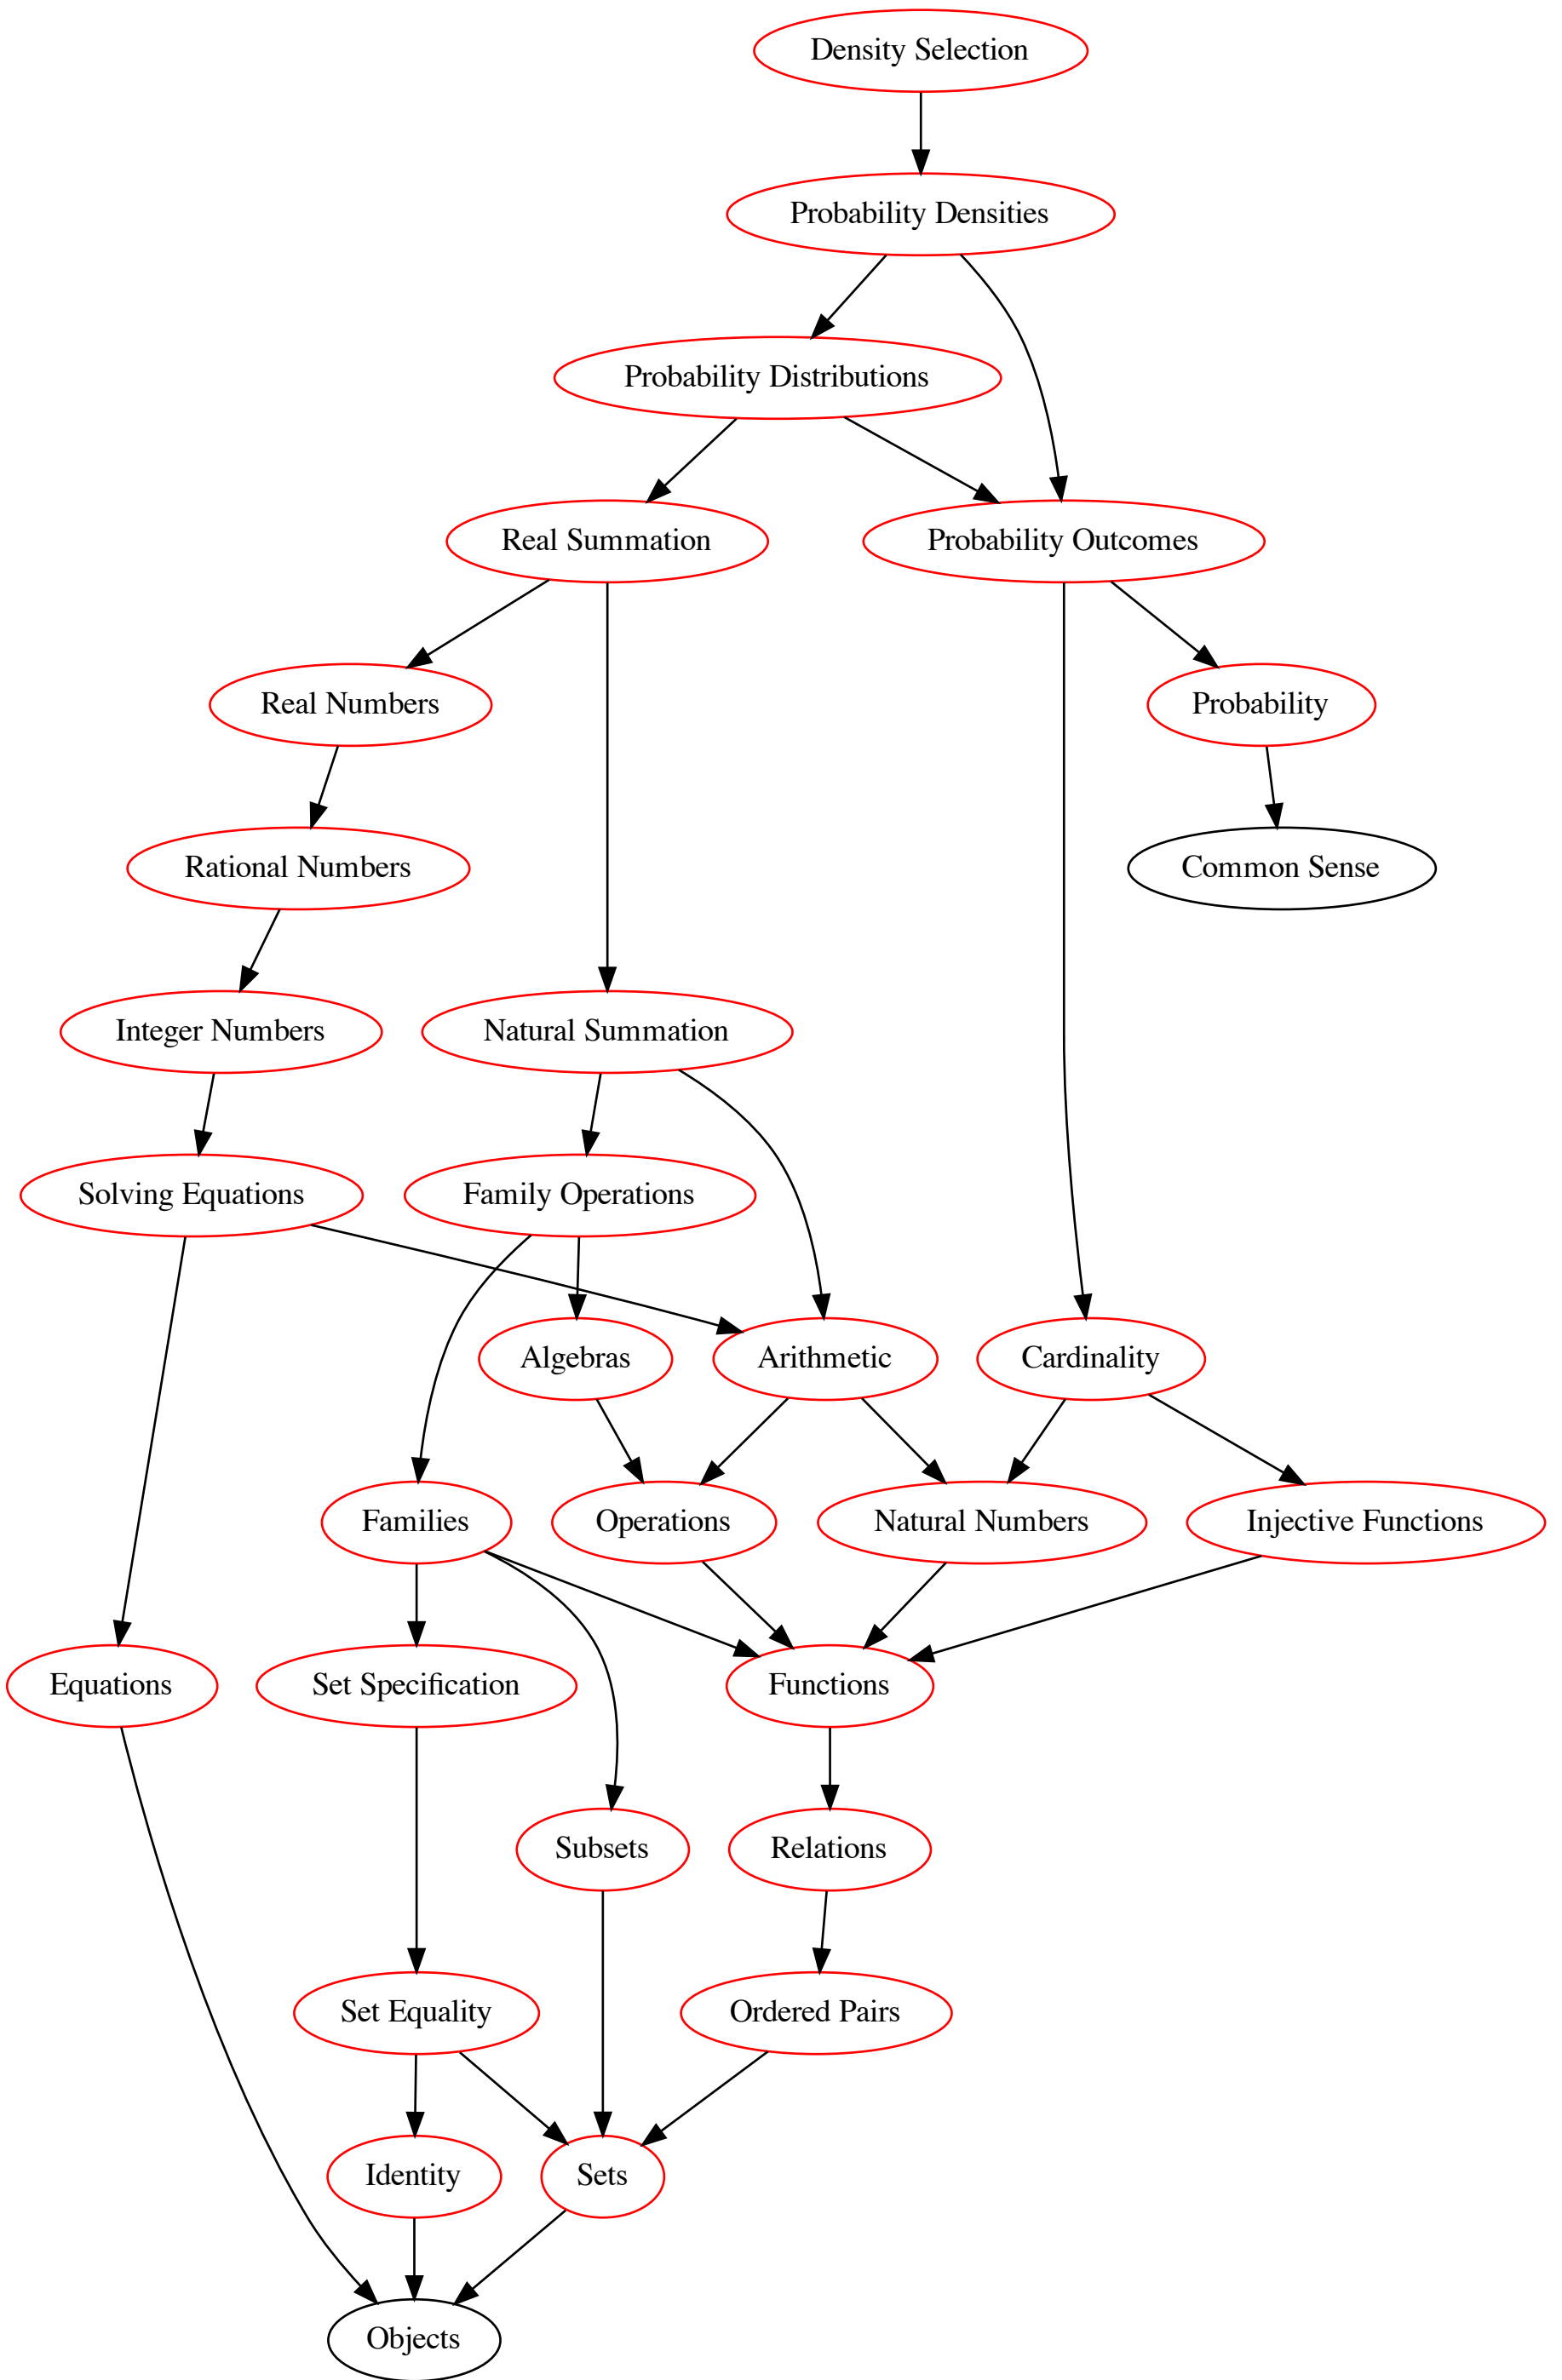 Density Selection
Probability Densities
Probability Distributions
Real Summation
Probability Outcomes
Real Numbers
Probability
Rational Numbers
Common Sense
Integer Numbers
Natural Summation
Solving Equations
Family Operations
Algebras
Arithmetic
Cardinality
Families
Operations
Natural Numbers
Injective Functions
Equations
Set Specification
Functions
Subsets
Relations
Set Equality
Ordered Pairs
Identity
Sets
Objects